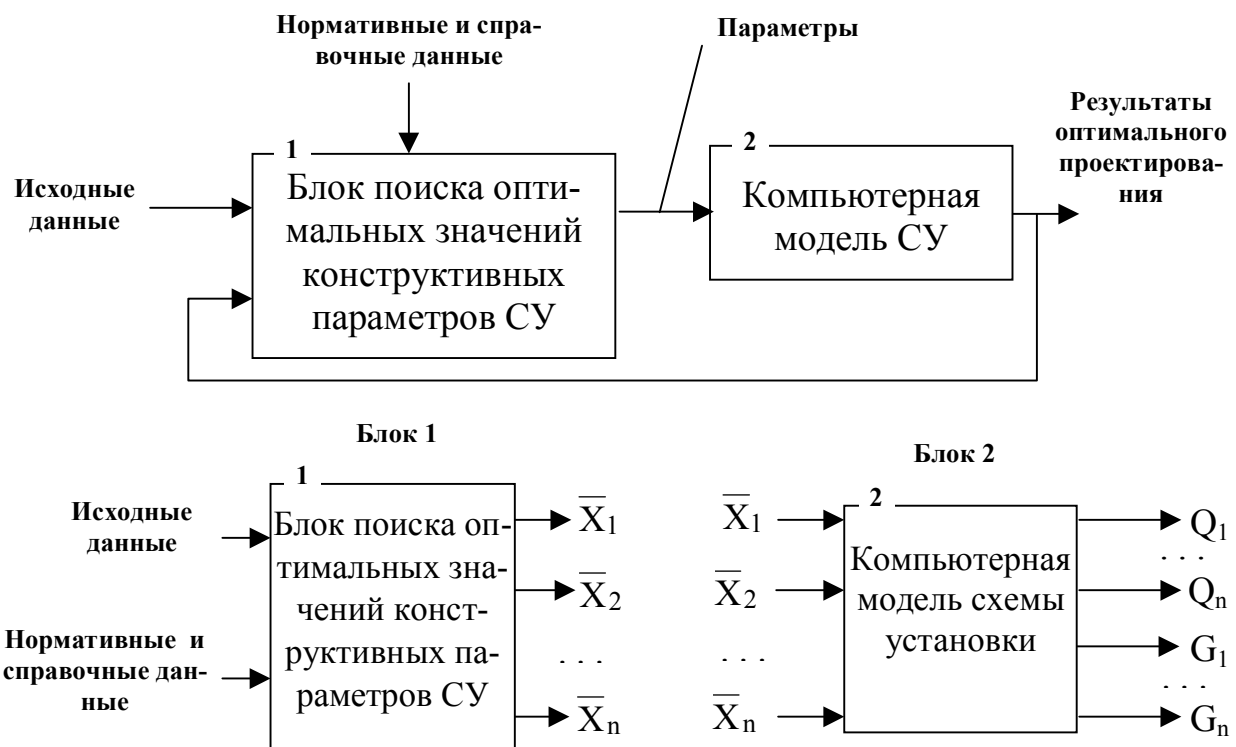 Нормативные и спра-
вочные данные
Параметры
Результаты
оптимального
проектирова-
ния
Исходные
данные
1
Блок поиска опти-
мальных значений
конструктивных
параметров СУ
2
Компьютерная
модель СУ
Блок 1
Блок 2
Исходные
данные
Нормативные и
справочные дан-
ные
1
Блок поиска оп-
тимальных зна-
чений конст-
руктивных па-
раметров СУ
X̅₁
X̅₂
. . .
X̅ₙ
X̅₁
X̅₂
. . .
X̅ₙ
2
Компьютерная
модель схемы
установки
Q₁
. . .
Qₙ
G₁
. . .
Gₙ